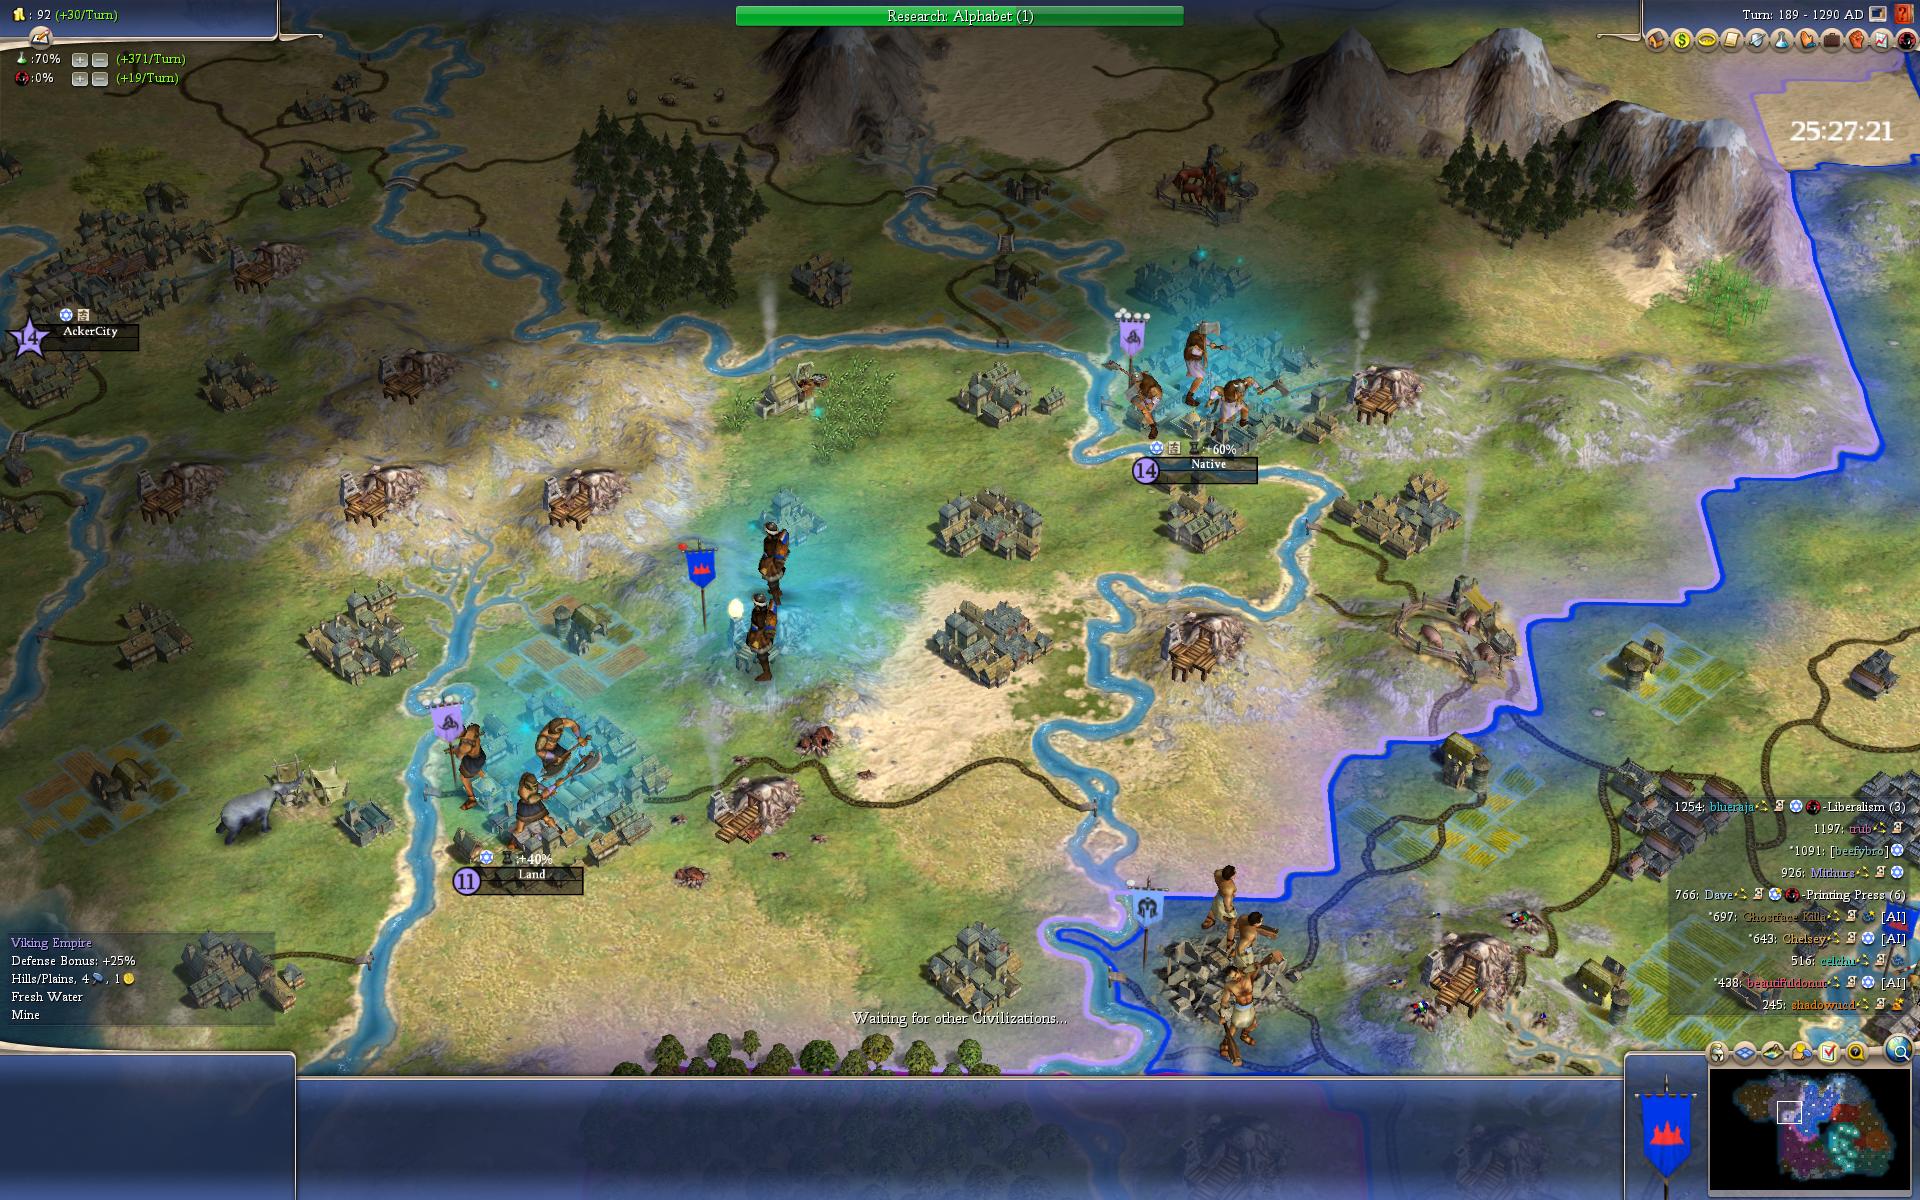 : 92 (+30/Turn)
Research: Alphabet (1)
Turn: 189 - 1290 AD
:70% + - (+371/Turn)
:0% + - (+19/Turn)
25:27:21
14 AckerCity
:+60%
14 Native
:+40%
11 Land
1254: blueraja -Liberalism (3)
1197: trub
*1091: [beefybro]
926: Mithurs
766: Dave -Printing Press (6)
*697: Ghostface Killa [AI]
*643: Chelsey [AI]
516: celchu
*438: beautifuldonut [AI]
245: shadowucd
Viking Empire
Defense Bonus: +25%
Hills/Plains, 4 , 1
Fresh Water
Mine
Waiting for other Civilizations...